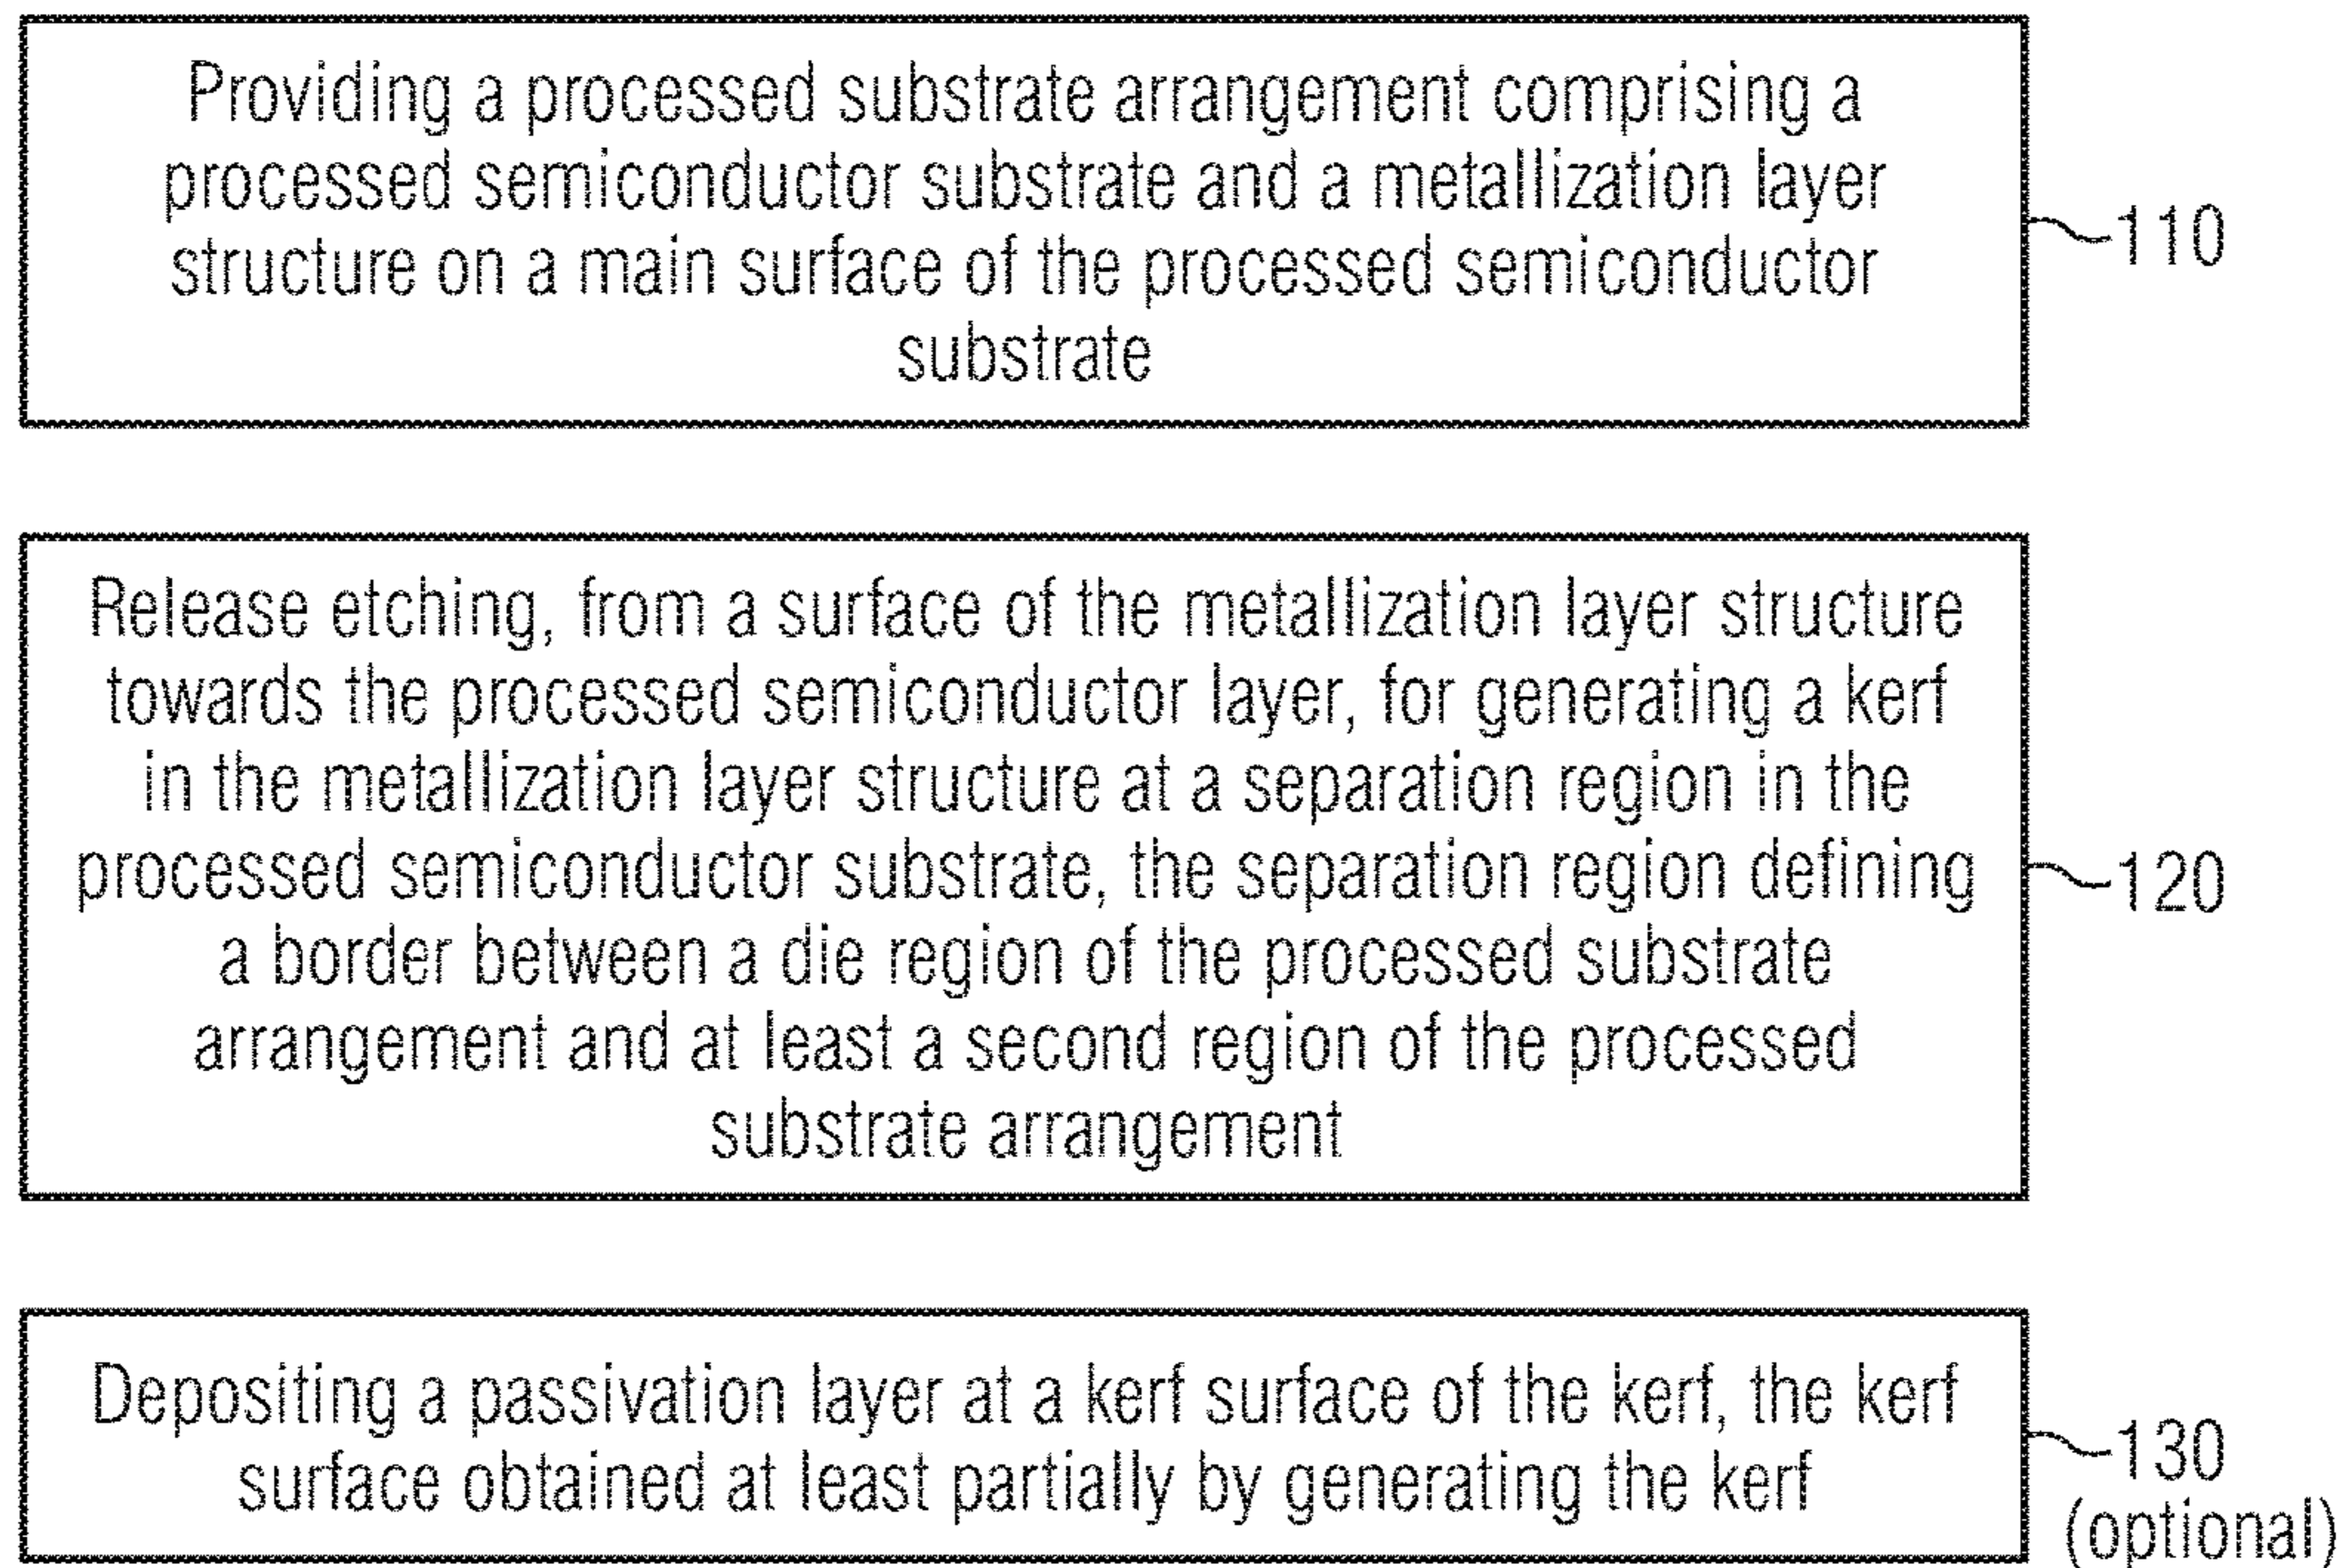 Providing a processed substrate arrangement comprising a
processed semiconductor substrate and a metallization layer
structure on a main surface of the processed semiconductor
substrate
110
Release etching, from a surface of the metallization layer structure
towards the processed semiconductor layer, for generating a kerf
in the metallization layer structure at a separation region in the
processed semiconductor substrate, the separation region defining
a border between a die region of the processed substrate
arrangement and at least a second region of the processed
substrate arrangement
120
Depositing a passivation layer at a kerf surface of the kerf, the kerf
surface obtained at least partially by generating the kerf
130
(optional)